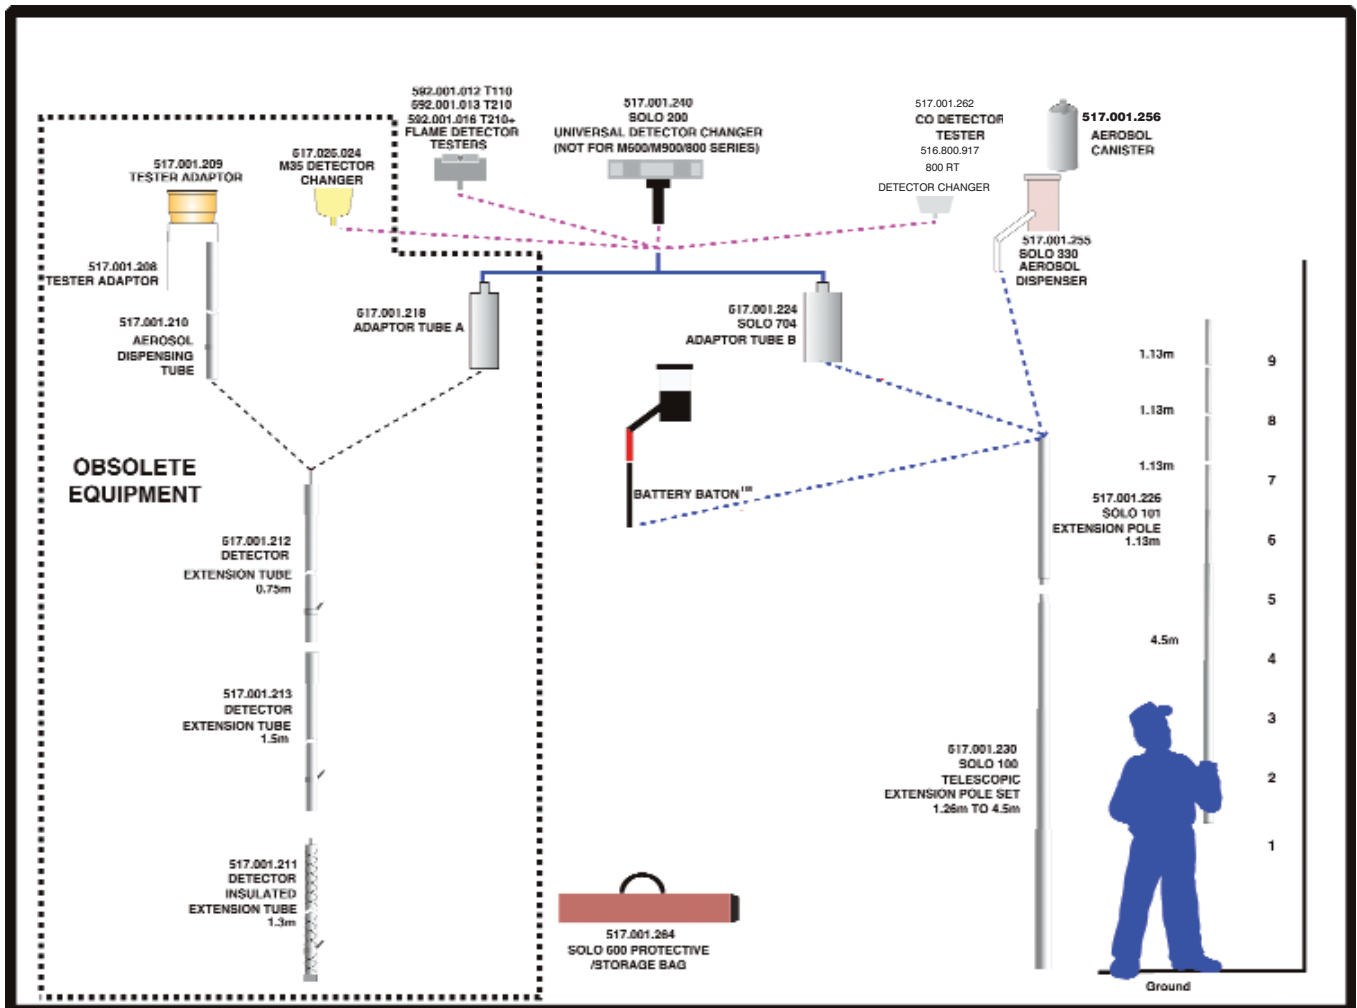 592.001.012 T110
592.001.013 T210
592.001.016 T210+
FLAME DETECTOR
TESTERS
517.001.240
SOLO 200
UNIVERSAL DETECTOR CHANGER
(NOT FOR M600/M900/800 SERIES)
517.001.262
CO DETECTOR
TESTER
516.800.917
800 RT
DETECTOR CHANGER
517.001.256
AEROSOL
CANISTER
517.001.209
TESTER ADAPTOR
517.025.024
M35 DETECTOR
CHANGER
517.001.208
TESTER ADAPTOR
517.001.255
SOLO 330
AEROSOL
DISPENSER
517.001.210
AEROSOL
DISPENSING
TUBE
517.001.218
ADAPTOR TUBE A
517.001.224
SOLO 704
ADAPTOR TUBE B
OBSOLETE
EQUIPMENT
BATTERY BATON
517.001.226
SOLO 101
EXTENSION POLE
1.13m
517.001.212
DETECTOR
EXTENSION TUBE
0.75m
517.001.213
DETECTOR
EXTENSION TUBE
1.5m
517.001.230
SOLO 100
TELESCOPIC
EXTENSION POLE SET
1.26m TO 4.5m
517.001.211
DETECTOR
INSULATED
EXTENSION TUBE
1.3m
517.001.264
SOLO 600 PROTECTIVE
/STORAGE BAG
1.13m
1.13m
1.13m
4.5m
9
8
7
6
5
4
3
2
1
Ground